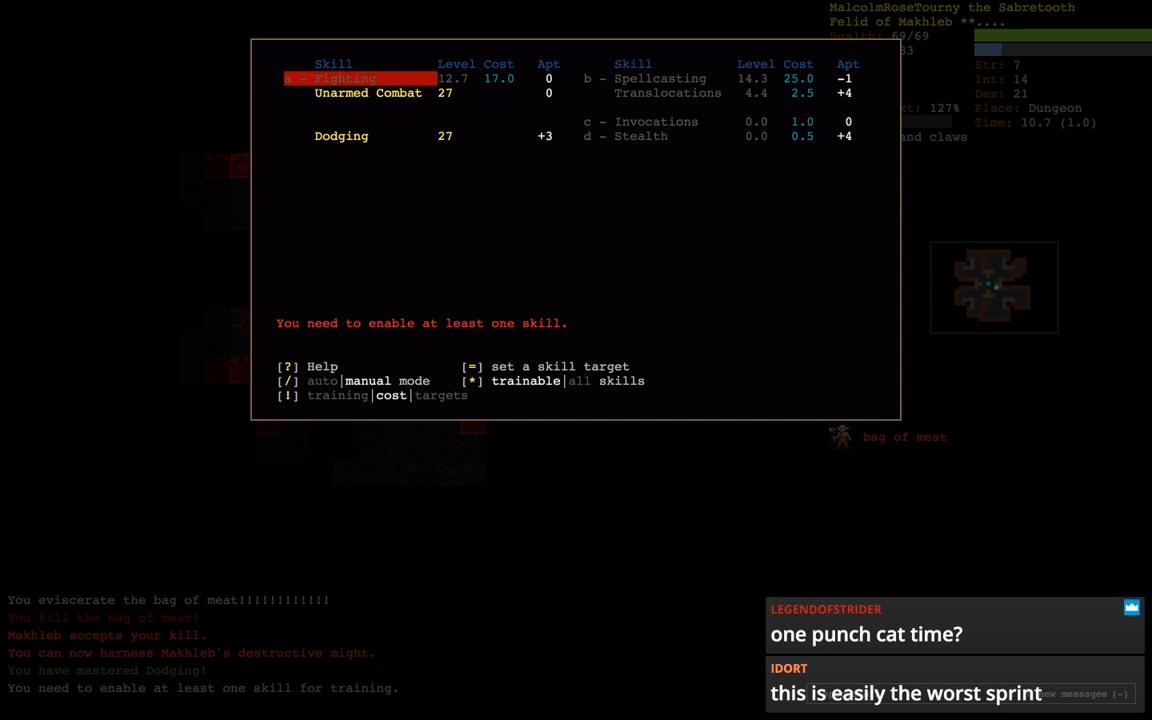 MalcolmRoseTourny the Sabretooth
Felid of Makhleb **....
Health: 69/69
33
Str: 7
Int: 14
Dex: 21
xt: 127% Place: Dungeon
Time: 10.7 (1.0)
and claws
Skill Level Cost Apt Skill Level Cost Apt
a - Fighting 12.7 17.0 0 b - Spellcasting 14.3 25.0 -1
Unarmed Combat 27 0 Translocations 4.4 2.5 +4
c - Invocations 0.0 1.0 0
Dodging 27 +3 d - Stealth 0.0 0.5 +4
You need to enable at least one skill.
[?] Help [=] set a skill target
[/] auto|manual mode [*] trainable|all skills
[!] training|cost|targets
bag of meat
You eviscerate the bag of meat!!!!!!!!!!!!
You kill the bag of meat!
Makhleb accepts your kill.
You can now harness Makhleb's destructive might.
You have mastered Dodging!
You need to enable at least one skill for training.
LEGENDOFSTRIDER
one punch cat time?
IDORT
this is easily the worst sprint
new messages (-)